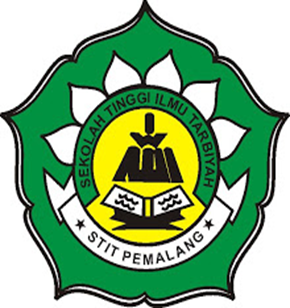 SEKOLAH TINGGI ILMU TARBIYAH
★ STIT PEMALANG ★